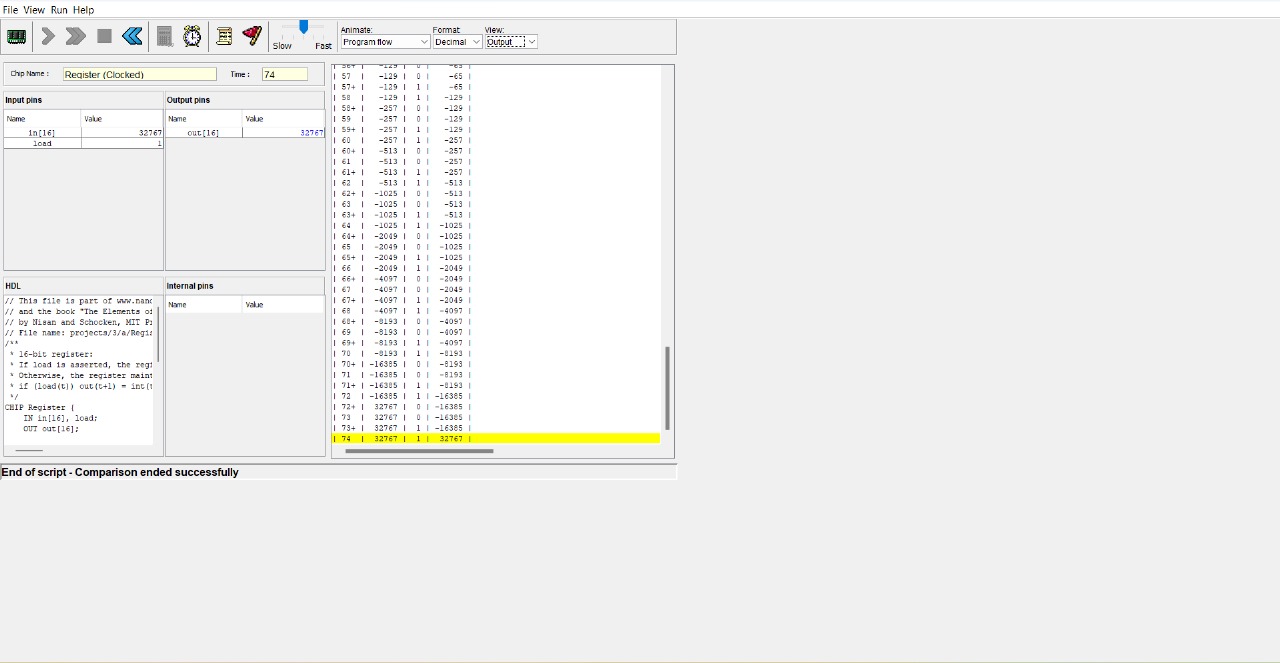 File View Run Help
Slow Fast
Animate:
Program flow
Format:
Decimal
View:
Output
Chip Name :
Register (Clocked)
Time :
74
Input pins
Name Value
in[16] 32767
load 1
Output pins
Name Value
out[16] 32767
HDL
// This file is part of www.nand
// and the book "The Elements of
// by Nisan and Schocken, MIT Pr
// File name: projects/3/a/Regis
/**
* 16-bit register:
* If load is asserted, the regi
* Otherwise, the register maint
* if (load(t)) out(t+1) = int(t
*/
CHIP Register {
IN in[16], load;
OUT out[16];
Internal pins
Name Value
| 56+ | -129 | 0 | -65 |
| 57 | -129 | 0 | -65 |
| 57+ | -129 | 1 | -65 |
| 58 | -129 | 1 | -129 |
| 58+ | -257 | 0 | -129 |
| 59 | -257 | 0 | -129 |
| 59+ | -257 | 1 | -129 |
| 60 | -257 | 1 | -257 |
| 60+ | -513 | 0 | -257 |
| 61 | -513 | 0 | -257 |
| 61+ | -513 | 1 | -257 |
| 62 | -513 | 1 | -513 |
| 62+ | -1025 | 0 | -513 |
| 63 | -1025 | 0 | -513 |
| 63+ | -1025 | 1 | -513 |
| 64 | -1025 | 1 | -1025 |
| 64+ | -2049 | 0 | -1025 |
| 65 | -2049 | 0 | -1025 |
| 65+ | -2049 | 1 | -1025 |
| 66 | -2049 | 1 | -2049 |
| 66+ | -4097 | 0 | -2049 |
| 67 | -4097 | 0 | -2049 |
| 67+ | -4097 | 1 | -2049 |
| 68 | -4097 | 1 | -4097 |
| 68+ | -8193 | 0 | -4097 |
| 69 | -8193 | 0 | -4097 |
| 69+ | -8193 | 1 | -4097 |
| 70 | -8193 | 1 | -8193 |
| 70+ | -16385 | 0 | -8193 |
| 71 | -16385 | 0 | -8193 |
| 71+ | -16385 | 1 | -8193 |
| 72 | -16385 | 1 | -16385 |
| 72+ | 32767 | 0 | -16385 |
| 73 | 32767 | 0 | -16385 |
| 73+ | 32767 | 1 | -16385 |
| 74 | 32767 | 1 | 32767 |
End of script - Comparison ended successfully